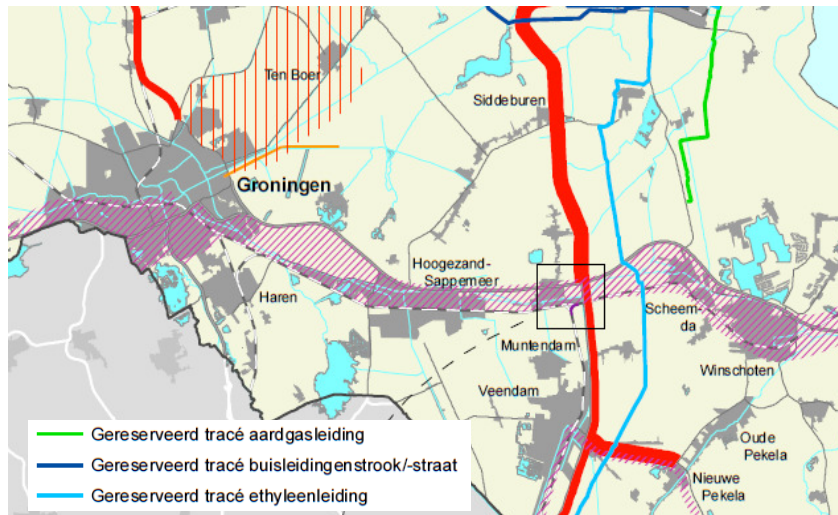 Ten Boer
Siddeburen
Groningen
Hoogezand-
Sappemeer
Haren
Scheem-
da
Muntendam
Winschoten
Veendam
Oude
Pekela
Nieuwe
Pekela
Gereserveerd tracé aardgasleiding
Gereserveerd tracé buisleidingenstrook/-straat
Gereserveerd tracé ethyleenleiding